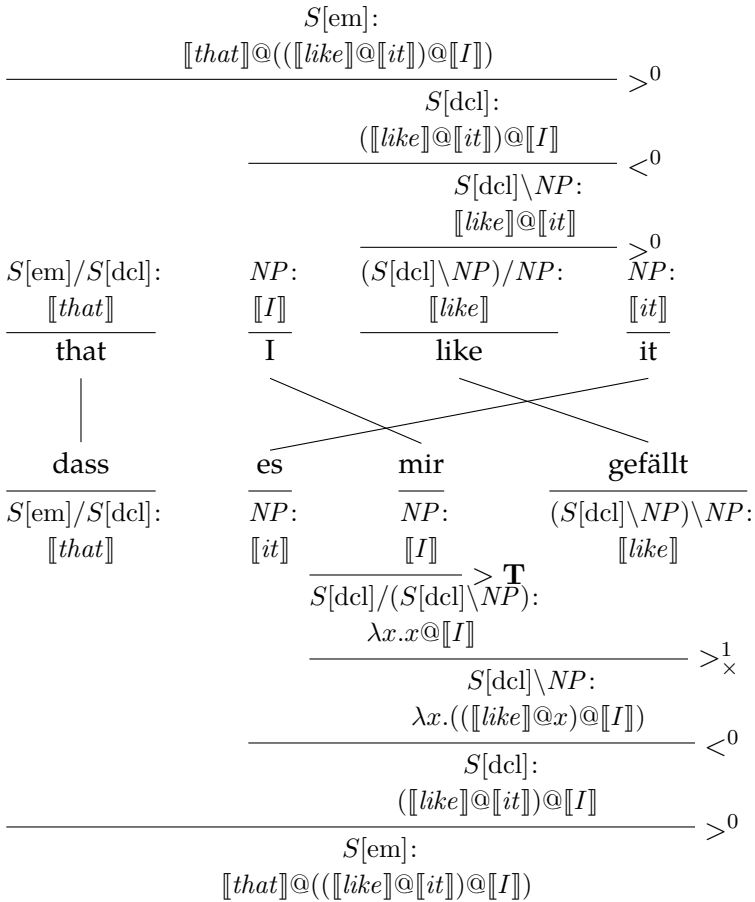 S[em]:
⟦that⟧@((⟦like⟧@⟦it⟧)@⟦I⟧)
>0
S[dcl]:
(⟦like⟧@⟦it⟧)@⟦I⟧
<0
S[dcl]\NP:
⟦like⟧@⟦it⟧
>0
S[em]/S[dcl]: NP: (S[dcl]\NP)/NP: NP:
⟦that⟧ ⟦I⟧ ⟦like⟧ ⟦it⟧
that I like it
dass es mir gefällt
S[em]/S[dcl]: NP: NP: (S[dcl]\NP)\NP:
⟦that⟧ ⟦it⟧ ⟦I⟧ ⟦like⟧
> T
S[dcl]/(S[dcl]\NP):
λx.x@⟦I⟧
>1×
S[dcl]\NP:
λx.((⟦like⟧@x)@⟦I⟧)
<0
S[dcl]:
(⟦like⟧@⟦it⟧)@⟦I⟧
>0
S[em]:
⟦that⟧@((⟦like⟧@⟦it⟧)@⟦I⟧)